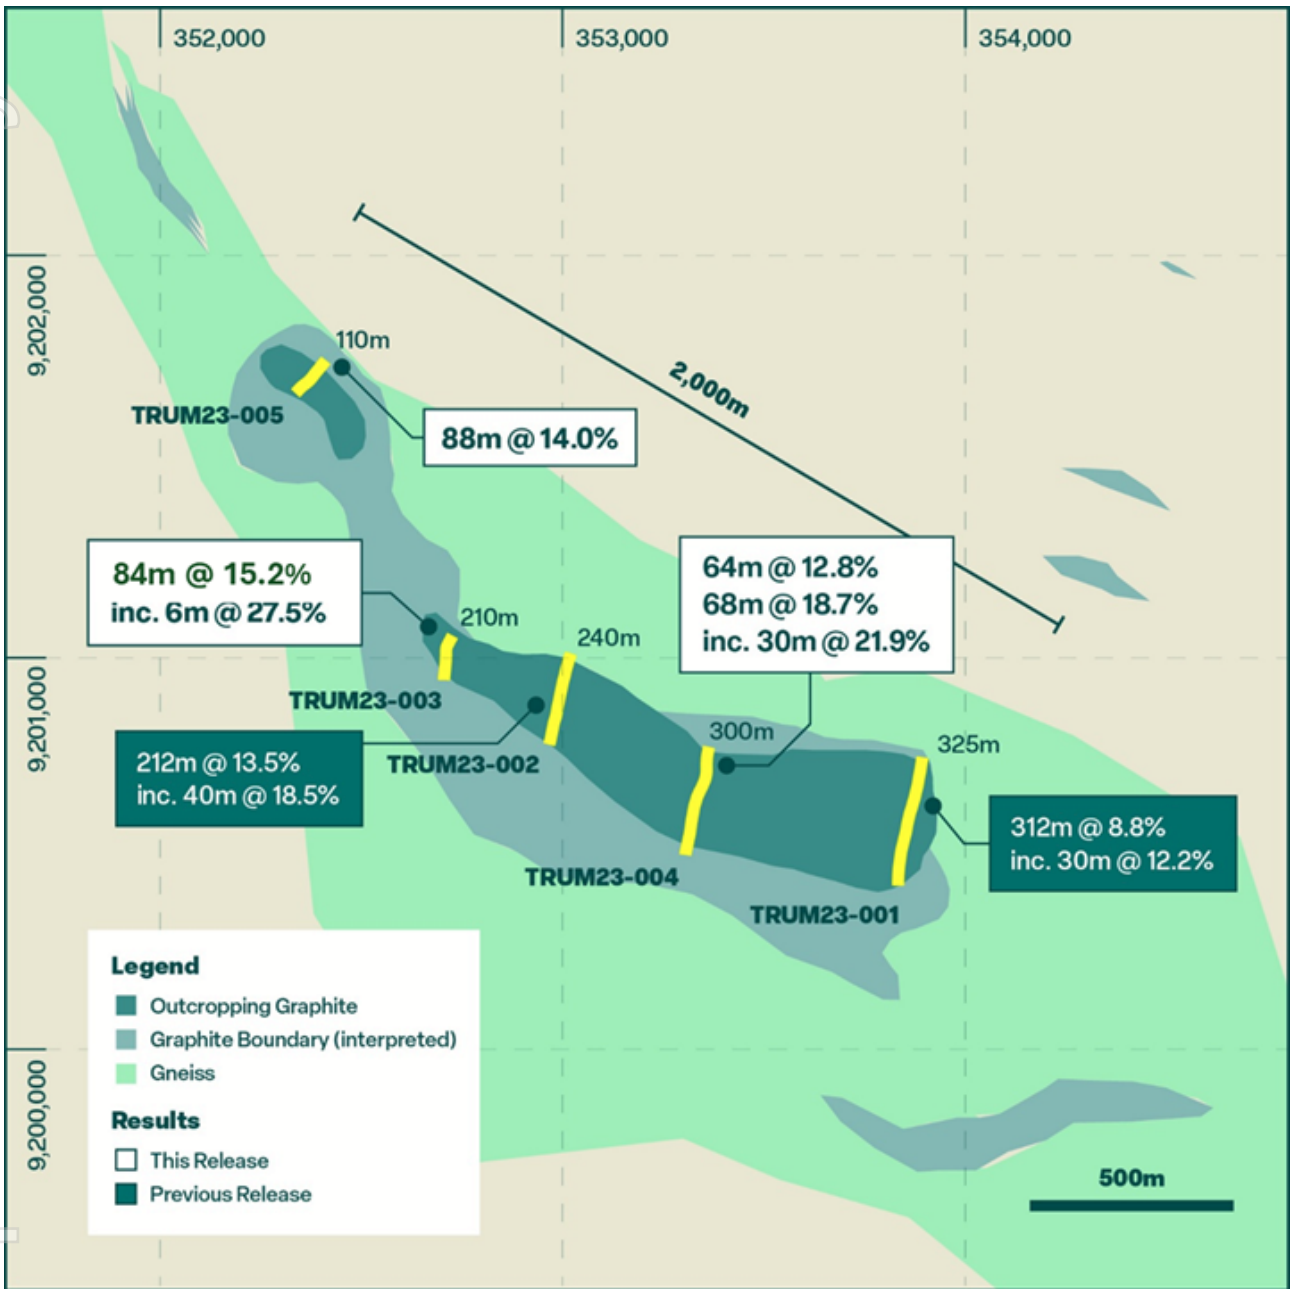 352,000
353,000
354,000
9,202,000
9,201,000
9,200,000
2,000m
110m
TRUM23-005
88m @ 14.0%
84m @ 15.2%
inc. 6m @ 27.5%
64m @ 12.8%
68m @ 18.7%
inc. 30m @ 21.9%
210m
240m
TRUM23-003
300m
325m
212m @ 13.5%
inc. 40m @ 18.5%
TRUM23-002
312m @ 8.8%
inc. 30m @ 12.2%
TRUM23-004
TRUM23-001
Legend
Outcropping Graphite
Graphite Boundary (interpreted)
Gneiss
Results
This Release
Previous Release
500m